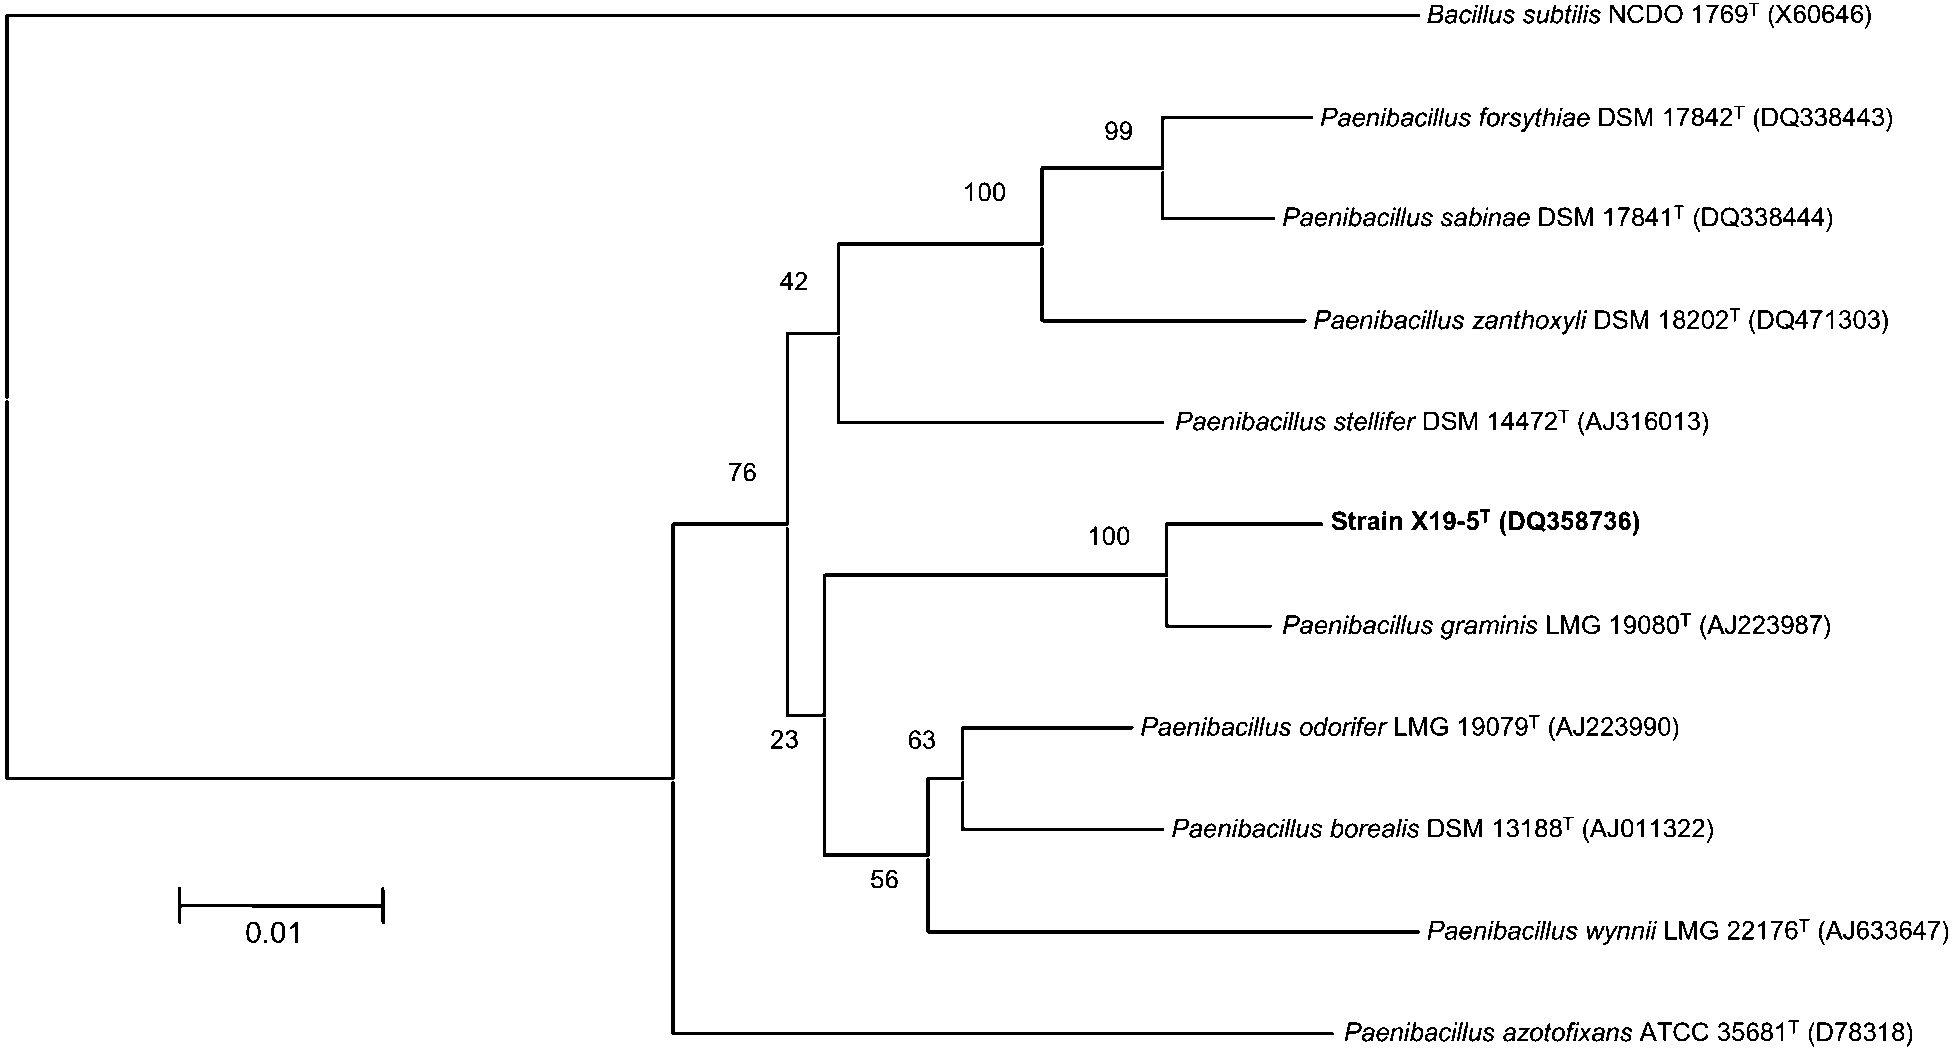 Bacillus subtilis NCDO 1769ᵀ (X60646)
Paenibacillus forsythiae DSM 17842ᵀ (DQ338443)
99
100
Paenibacillus sabinae DSM 17841ᵀ (DQ338444)
42
Paenibacillus zanthoxyli DSM 18202ᵀ (DQ471303)
Paenibacillus stellifer DSM 14472ᵀ (AJ316013)
76
Strain X19-5ᵀ (DQ358736)
100
Paenibacillus graminis LMG 19080ᵀ (AJ223987)
Paenibacillus odorifer LMG 19079ᵀ (AJ223990)
23
63
Paenibacillus borealis DSM 13188ᵀ (AJ011322)
56
Paenibacillus wynnii LMG 22176ᵀ (AJ633647)
0.01
Paenibacillus azotofixans ATCC 35681ᵀ (D78318)